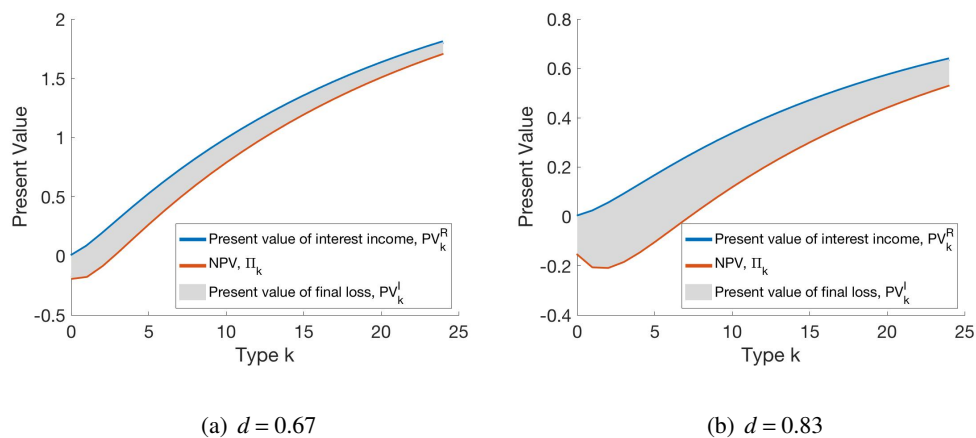 2
1.5
1
0.5
0
-0.5
Present Value
Present value of interest income, PV_k^R
NPV, Π_k
Present value of final loss, PV_k^l
0 5 10 15 20 25
Type k
(a) d = 0.67
0.8
0.6
0.4
0.2
0
-0.2
-0.4
Present Value
Present value of interest income, PV_k^R
NPV, Π_k
Present value of final loss, PV_k^l
0 5 10 15 20 25
Type k
(b) d = 0.83